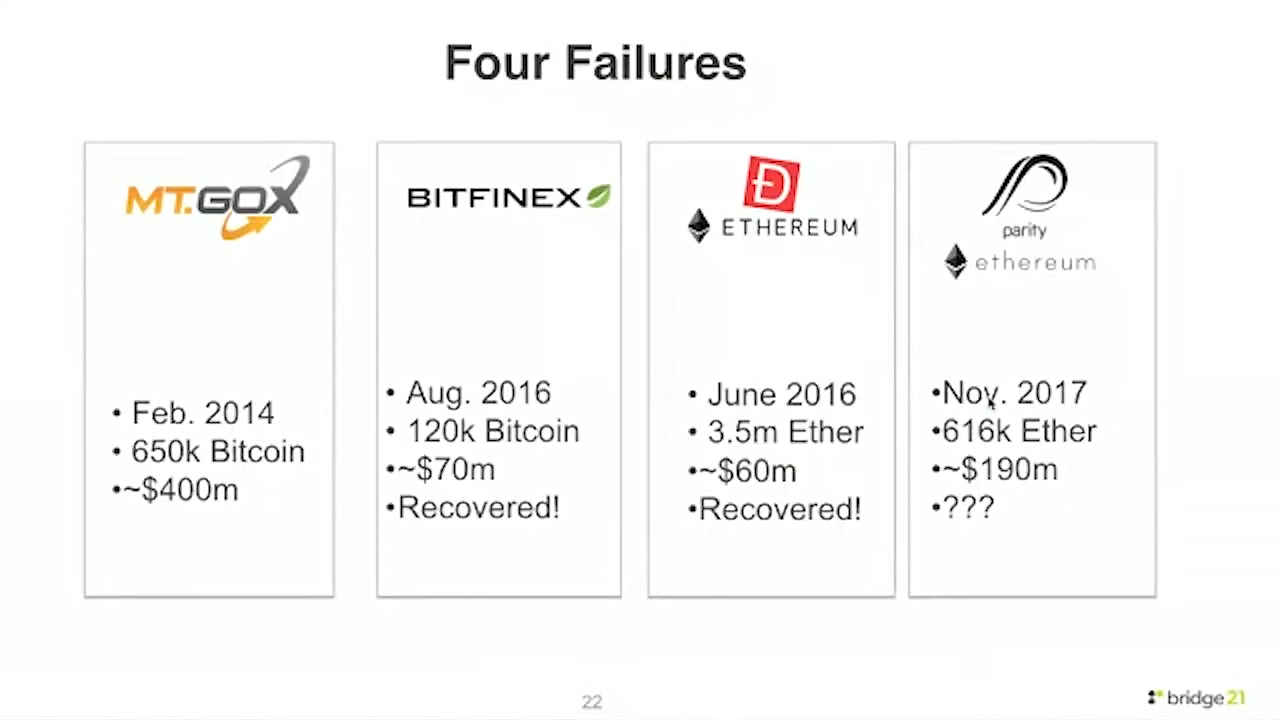 Four Failures
MT.GOX
• Feb. 2014
• 650k Bitcoin
•~$400m
BITFINEX
• Aug. 2016
• 120k Bitcoin
•~$70m
•Recovered!
Đ
ETHEREUM
• June 2016
• 3.5m Ether
•~$60m
•Recovered!
parity
ethereum
•Nov. 2017
•616k Ether
•~$190m
•???
22
bridge21